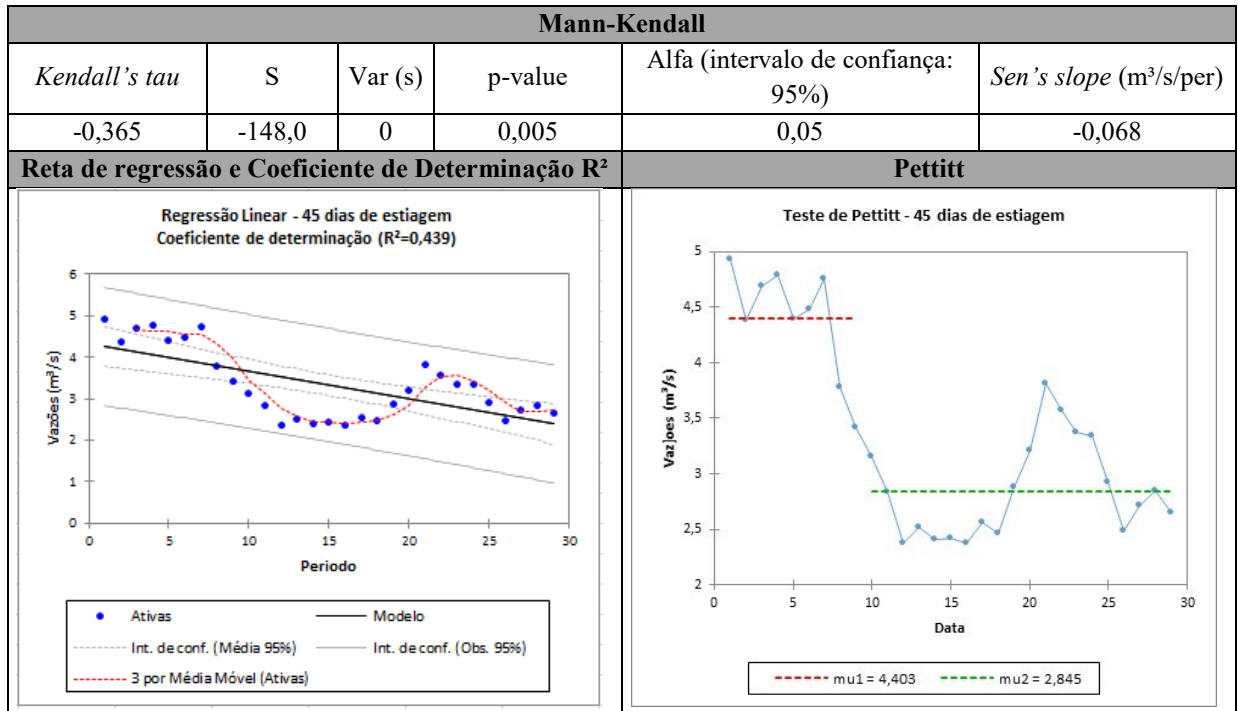 Mann-Kendall
Kendall's tau
S
Var (s)
p-value
Alfa (intervalo de confiança:
95%)
Sen's slope (m³/s/per)
-0,365
-148,0
0
0,005
0,05
-0,068
Reta de regressão e Coeficiente de Determinação R²
Pettitt
Regressão Linear - 45 dias de estiagem
Coeficiente de determinação (R²=0,439)
6
5
4
3
2
1
0
Vazões (m³/s)
0
5
10
15
20
25
30
Periodo
Ativas
Modelo
Int. de conf. (Média 95%)
Int. de conf. (Obs. 95%)
3 por Média Móvel (Ativas)
Teste de Pettitt - 45 dias de estiagem
5
4,5
4
3,5
3
2,5
2
Vazjoes (m³/s)
0
5
10
15
20
25
30
Data
mu1 = 4,403
mu2 = 2,845